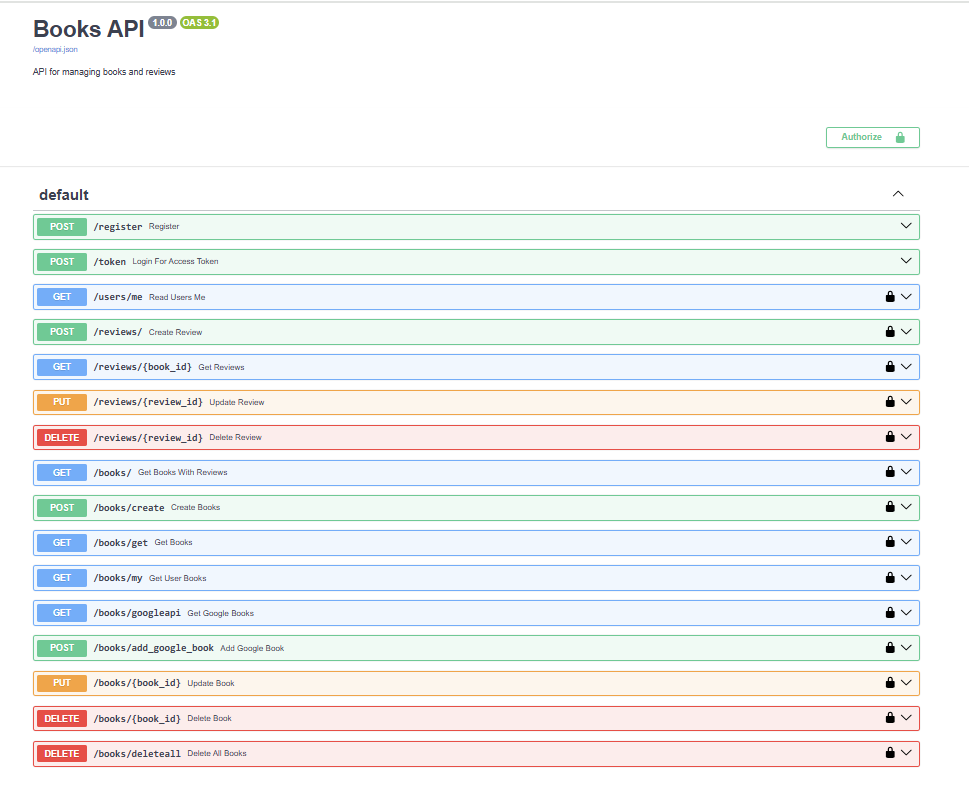 Books API 1.0.0 OAS 3.1
/openapi.json
API for managing books and reviews
Authorize
default
POST /register Register
POST /token Login For Access Token
GET /users/me Read Users Me
POST /reviews/ Create Review
GET /reviews/{book_id} Get Reviews
PUT /reviews/{review_id} Update Review
DELETE /reviews/{review_id} Delete Review
GET /books/ Get Books With Reviews
POST /books/create Create Books
GET /books/get Get Books
GET /books/my Get User Books
GET /books/googleapi Get Google Books
POST /books/add_google_book Add Google Book
PUT /books/{book_id} Update Book
DELETE /books/{book_id} Delete Book
DELETE /books/deleteall Delete All Books